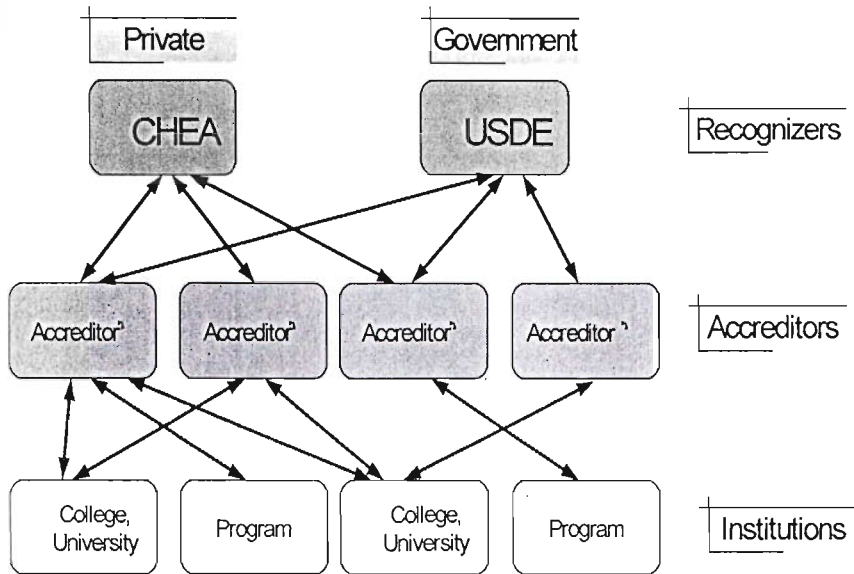 Private
Government
CHEA
USDE
Recognizers
Accreditor
Accreditor
Accreditor
Accreditor
Accreditors
College,
University
Program
College,
University
Program
Institutions